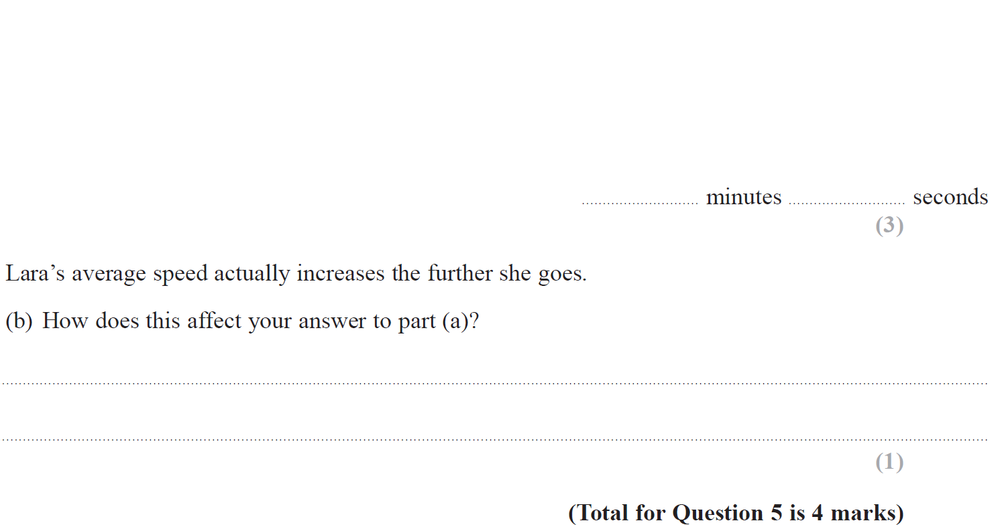 minutes seconds
(3)
Lara’s average speed actually increases the further she goes.
(b) How does this affect your answer to part (a)?
(1)
(Total for Question 5 is 4 marks)